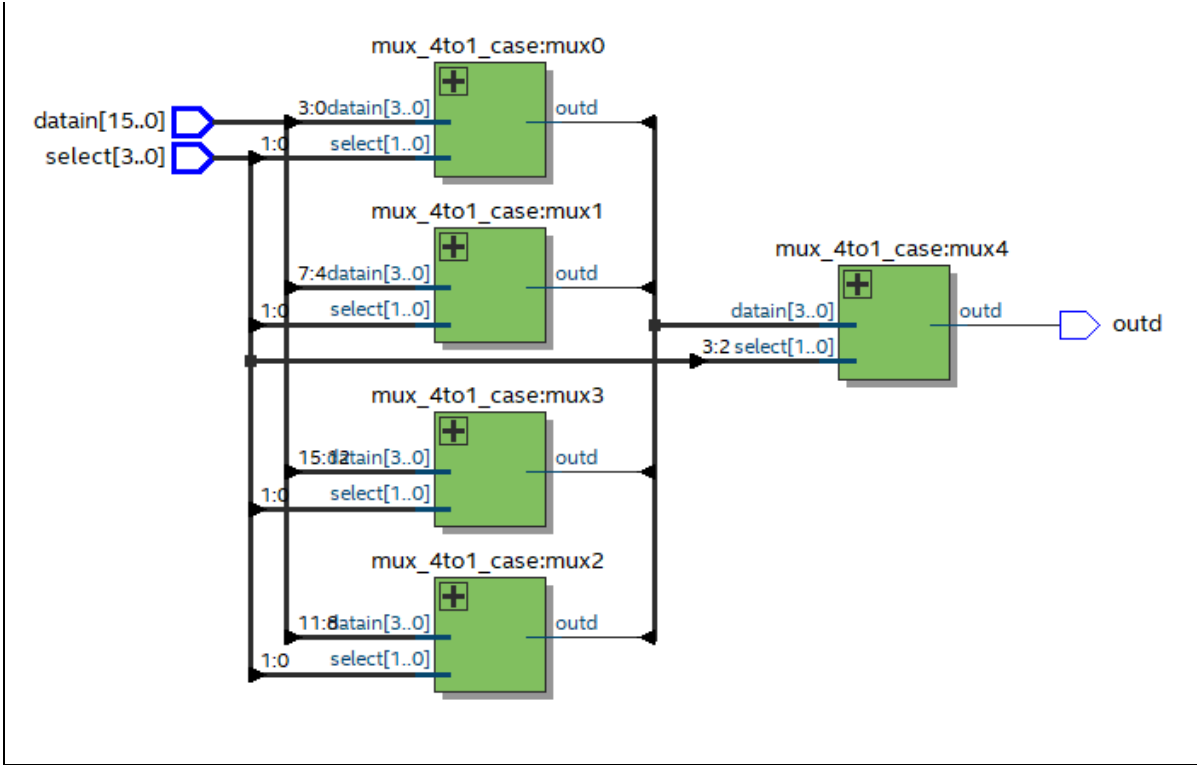 mux_4to1_case:mux0
datain[15..0]
3:0 datain[3..0]
outd
select[3..0]
1:0 select[1..0]
mux_4to1_case:mux1
7:4 datain[3..0]
outd
1:0 select[1..0]
mux_4to1_case:mux4
datain[3..0]
outd
outd
3:2 select[1..0]
mux_4to1_case:mux3
15:12 datain[3..0]
outd
1:0 select[1..0]
mux_4to1_case:mux2
11:8 datain[3..0]
outd
1:0 select[1..0]